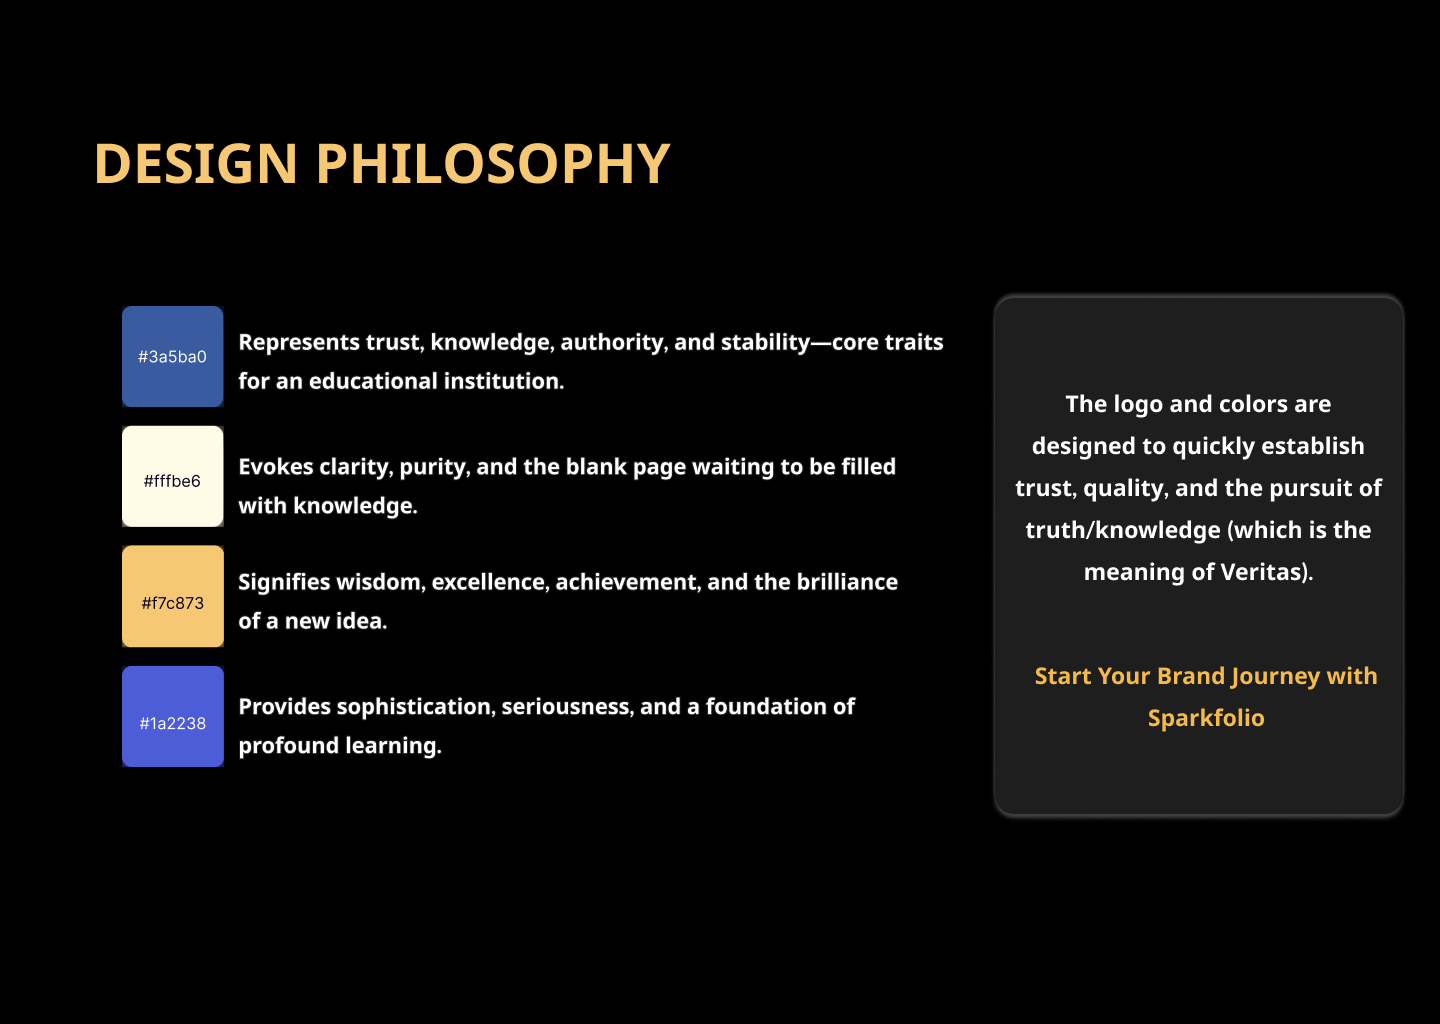 DESIGN PHILOSOPHY
#3a5ba0
Represents trust, knowledge, authority, and stability—core traits
for an educational institution.
#fffbe6
Evokes clarity, purity, and the blank page waiting to be filled
with knowledge.
#f7c873
Signifies wisdom, excellence, achievement, and the brilliance
of a new idea.
#1a2238
Provides sophistication, seriousness, and a foundation of
profound learning.
The logo and colors are
designed to quickly establish
trust, quality, and the pursuit of
truth/knowledge (which is the
meaning of Veritas).
Start Your Brand Journey with
Sparkfolio